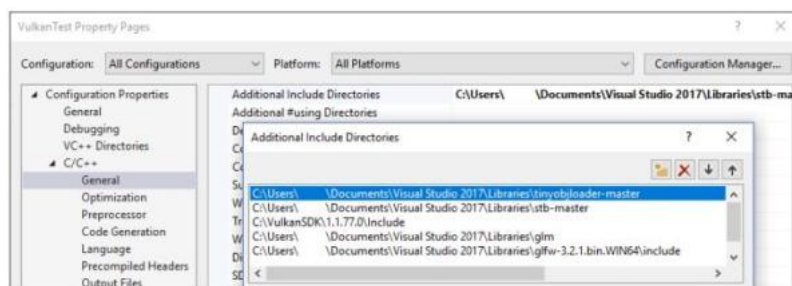 VulkanTest Property Pages
Configuration: All Configurations Platform: All Platforms Configuration Manager...
Configuration Properties
General
Debugging
VC++ Directories
C/C++
General
Optimization
Preprocessor
Code Generation
Language
Precompiled Headers
Output Files
Additional Include Directories C:\Users\ \Documents\Visual Studio 2017\Libraries\stb-ma
Additional #using Directories
Additional Include Directories
C:\Users\ \Documents\Visual Studio 2017\Libraries\tinyobjloader-master
C:\Users\ \Documents\Visual Studio 2017\Libraries\stb-master
C:\VulkanSDK\1.1.77.0\Include
C:\Users\ \Documents\Visual Studio 2017\Libraries\glm
C:\Users\ \Documents\Visual Studio 2017\Libraries\glfw-3.2.1.bin.WIN64\include